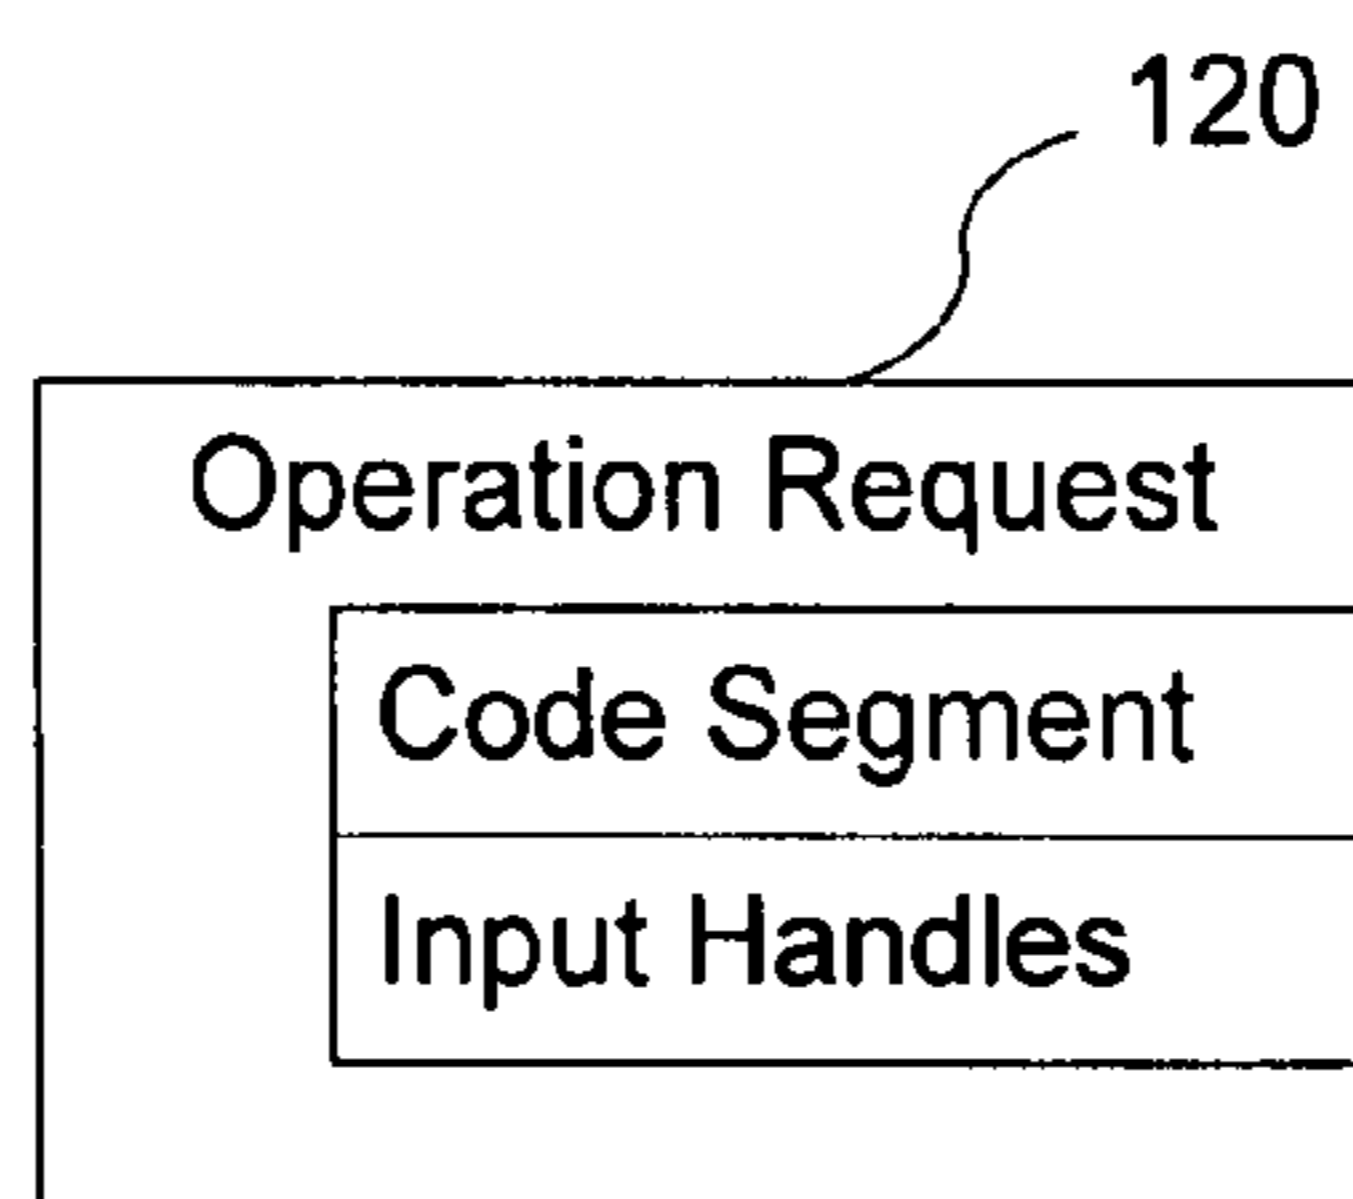 120
Operation Request
Code Segment
Input Handles